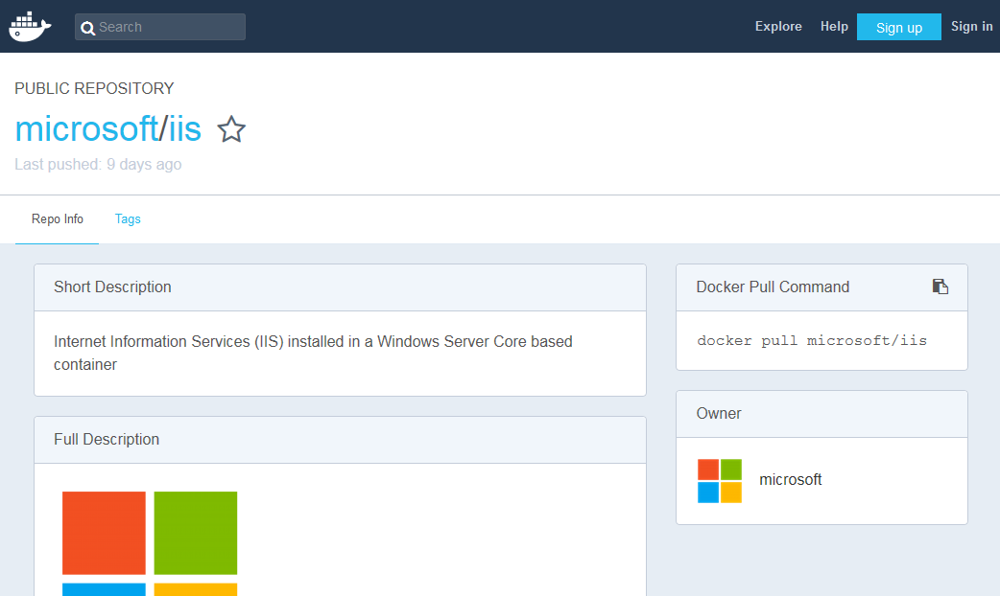 Search
Explore
Help
Sign up
Sign in
PUBLIC REPOSITORY
microsoft/iis
Last pushed: 9 days ago
Repo Info
Tags
Short Description
Internet Information Services (IIS) installed in a Windows Server Core based
container
Full Description
Docker Pull Command
docker pull microsoft/iis
Owner
microsoft